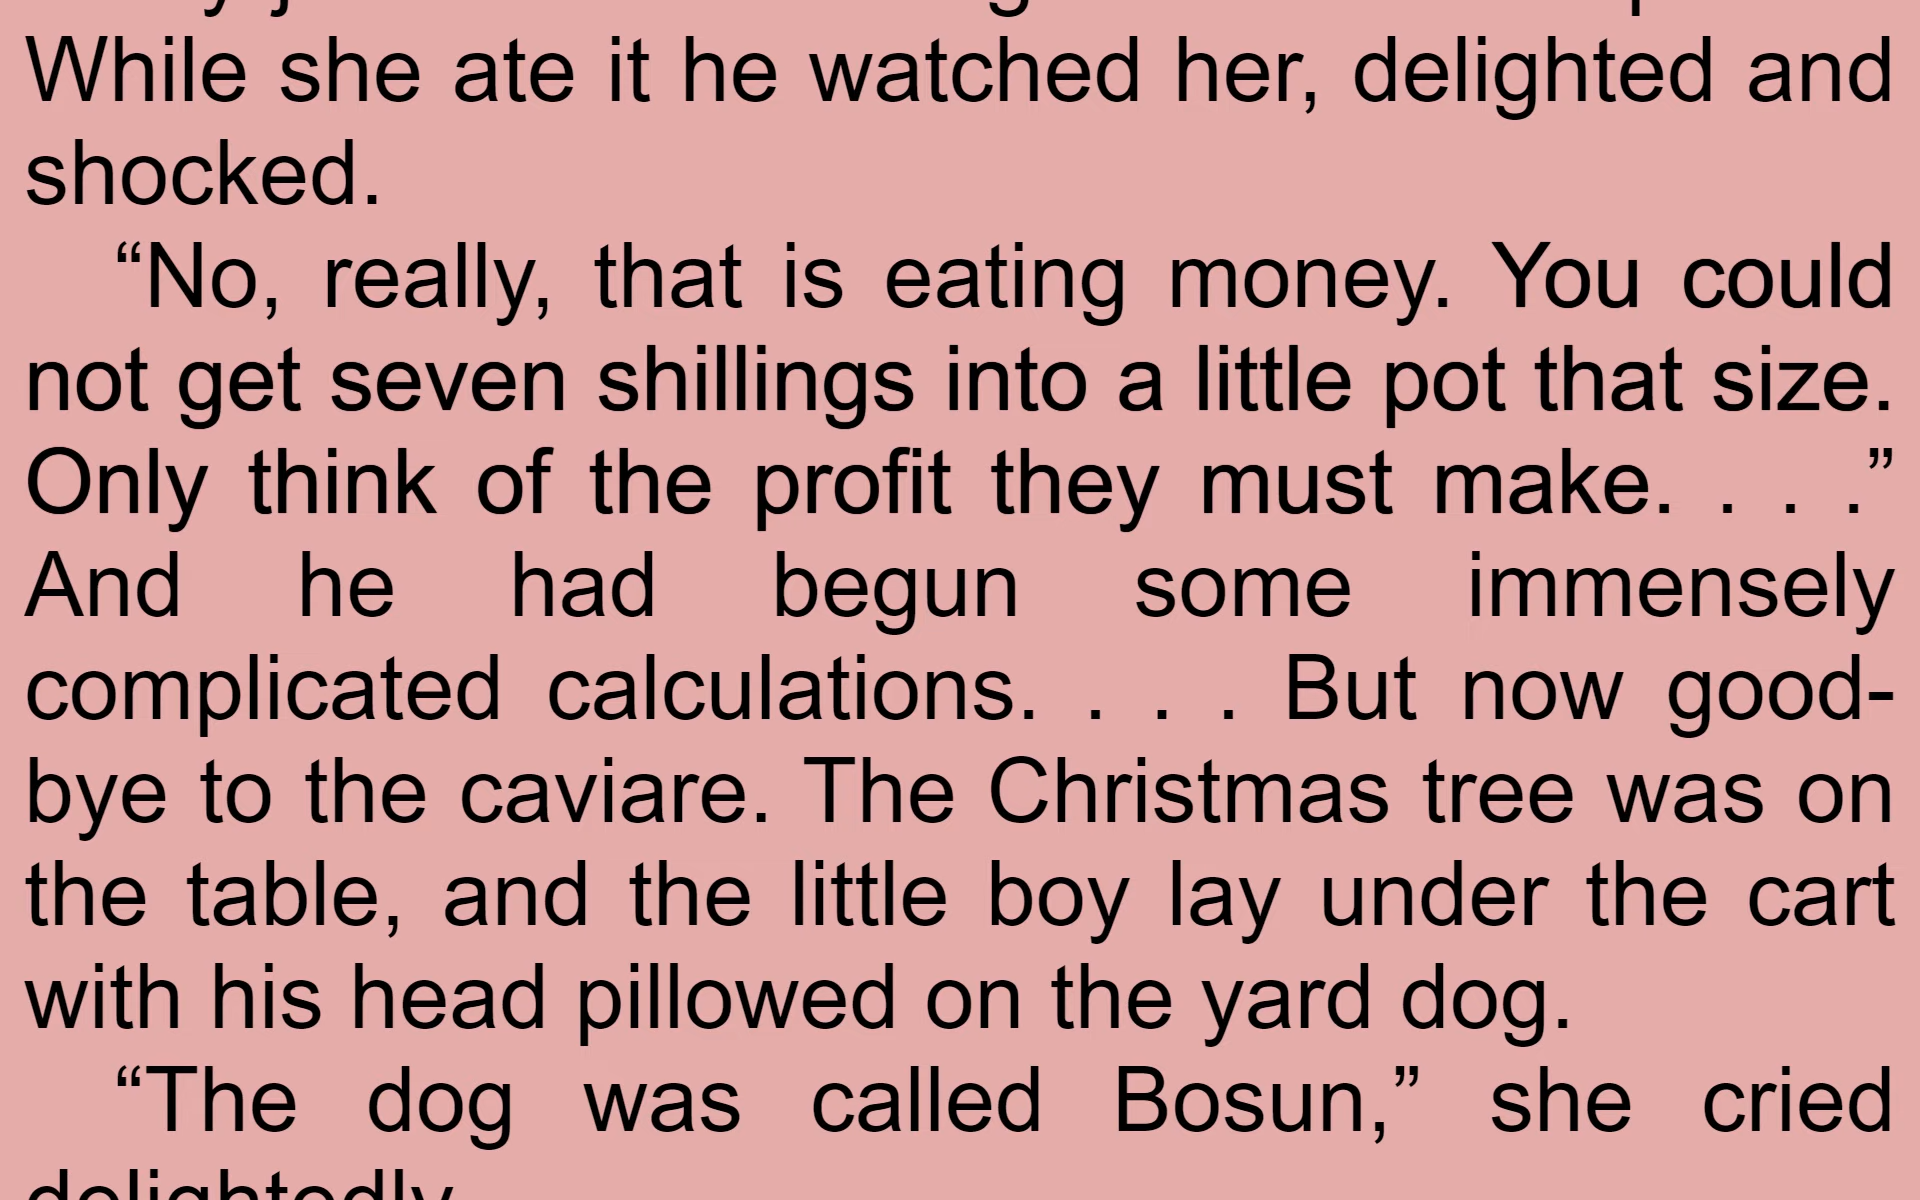 While she ate it he watched her, delighted and
shocked.
“No, really, that is eating money. You could
not get seven shillings into a little pot that size.
Only think of the profit they must make. . . .”
And he had begun some immensely
complicated calculations. . . . But now good-
bye to the caviare. The Christmas tree was on
the table, and the little boy lay under the cart
with his head pillowed on the yard dog.
“The dog was called Bosun,” she cried
delightedly.